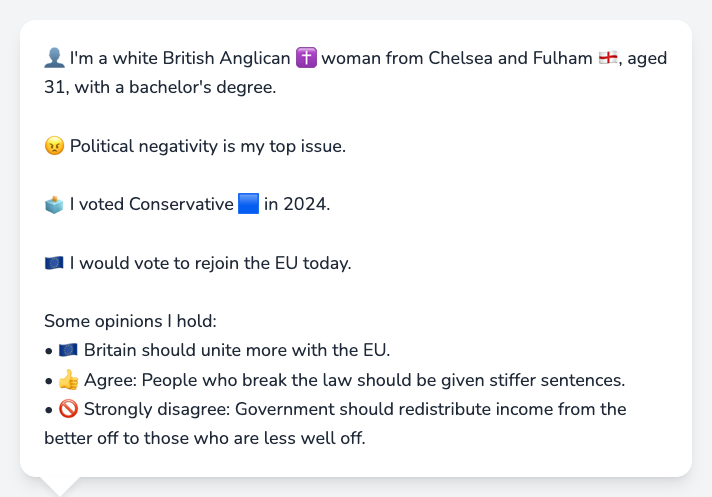 👤 I'm a white British Anglican ✝️ woman from Chelsea and Fulham 🏴󠁧󠁢󠁥󠁮󠁧󠁿, aged
31, with a bachelor's degree.
😠 Political negativity is my top issue.
🗳️ I voted Conservative 🟦 in 2024.
🇪🇺 I would vote to rejoin the EU today.
Some opinions I hold:
• 🇪🇺 Britain should unite more with the EU.
• 👍 Agree: People who break the law should be given stiffer sentences.
• 🚫 Strongly disagree: Government should redistribute income from the
better off to those who are less well off.